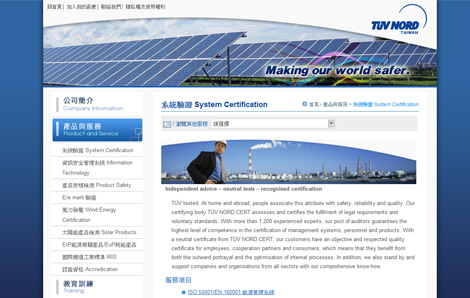 回首頁 | 加入我的最愛 | 聯絡我們 | 隱私權及使用權利
TUV NORD
TAIWAN
Making our world safer.
公司簡介
Company Information
產品與服務
Product and Service
系統驗證 System Certification
資訊安全管理系統 Information
Technology
產品安規檢測 Product Safety
E/e mark 驗證
風力發電 Wind Energy
Certification
太陽能產品檢測 Solar Products
ErP能源相關產品/EuP耗能產品
國際鐵道工業標準 IRIS
認證資格 Accredication
教育訓練
Training
系統驗證 System Certification
首頁 > 產品與服務 > 系統驗證 System Certification
/ 瀏覽其他服務 請選擇
Independent advice – neutral tests – recognised certification
TÜV tested: At home and abroad, people associate this attribute with safety, reliability and quality. Our
certifying body TÜV NORD CERT assesses and certifies the fulfilment of legal requirements and
voluntary standards. With more than 1,200 experienced experts, our pool of auditors guarantees the
highest level of competence in the certification of management systems, personnel and products. With
a neutral certificate from TÜV NORD CERT, our customers have an objective and respected quality
certificate for employees, cooperation partners and consumers, which means that they benefit from
both the outward portrayal and the optimisation of internal processes. In addition, we also stand by and
support companies and organisations from all sectors with our comprehensive know-how.
服務項目
ISO 50001/EN 160001 能源管理系統